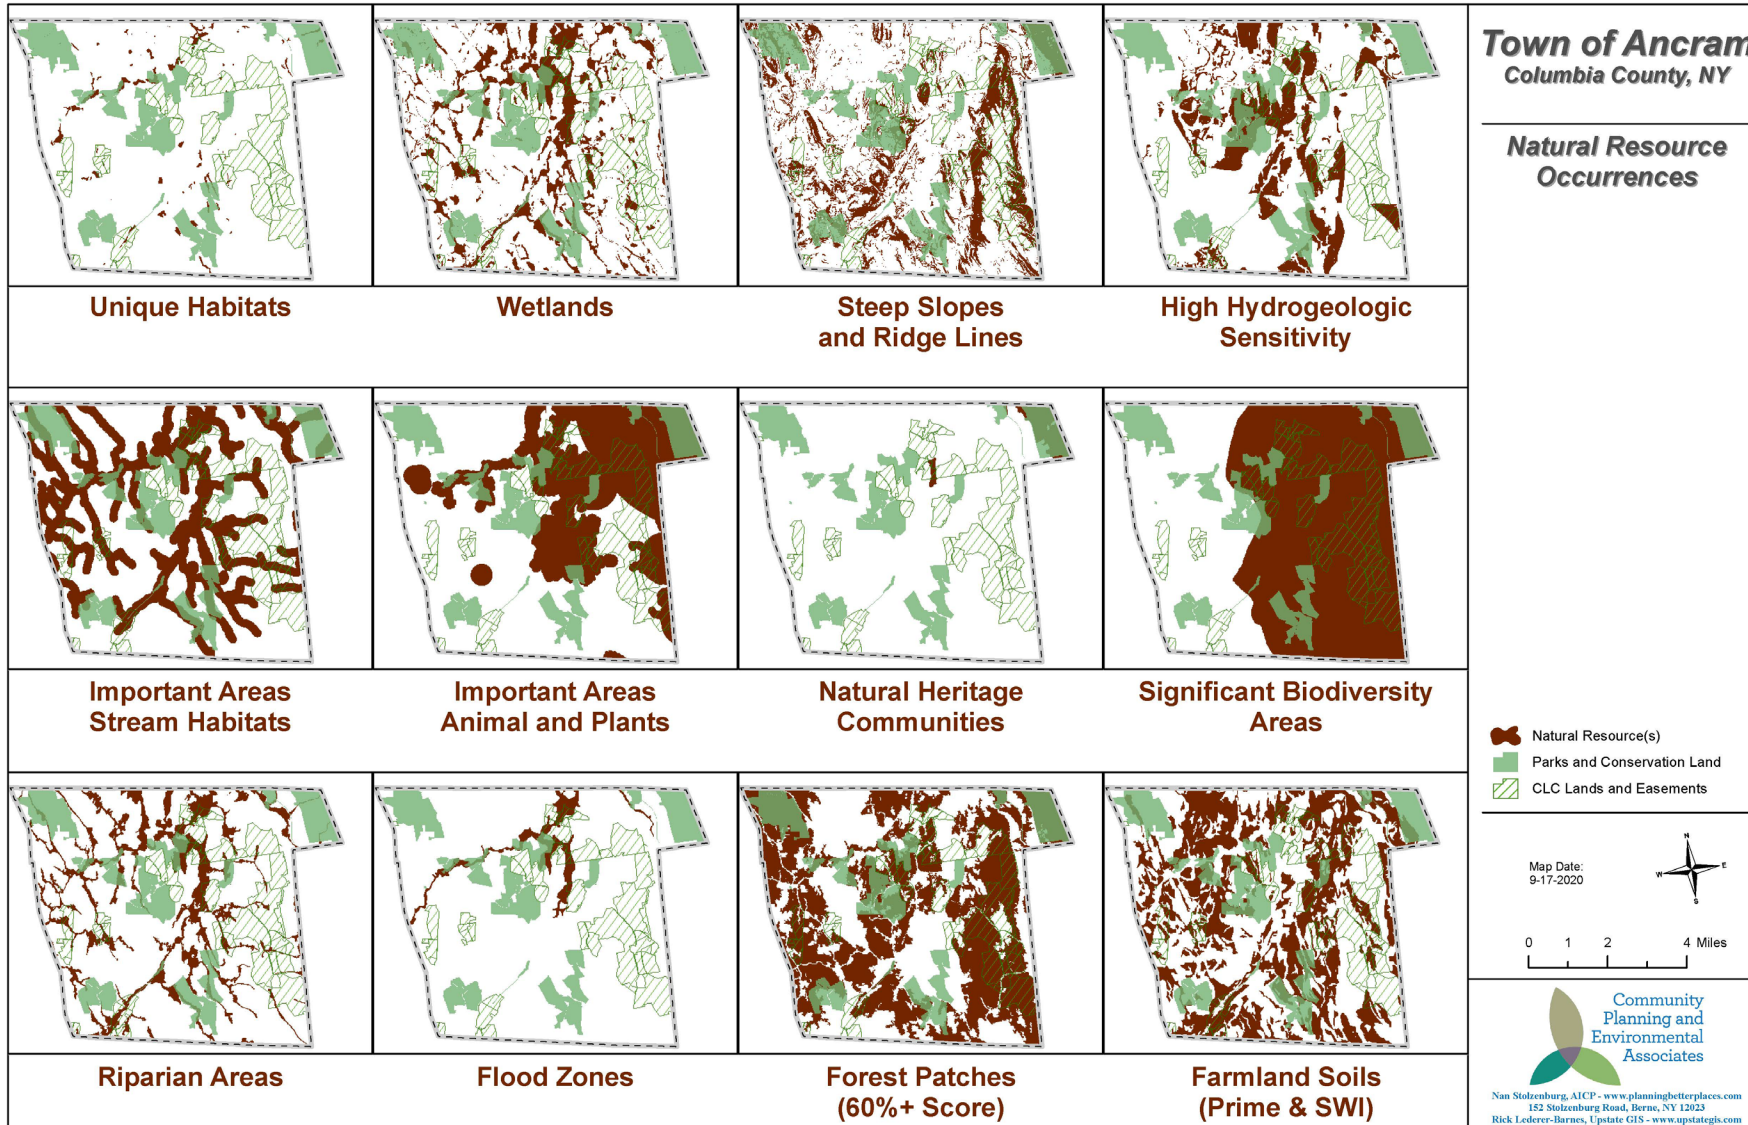 Town of Ancram
Columbia County, NY
Natural Resource
Occurrences
Unique Habitats
Wetlands
Steep Slopes
and Ridge Lines
High Hydrogeologic
Sensitivity
Important Areas
Stream Habitats
Important Areas
Animal and Plants
Natural Heritage
Communities
Significant Biodiversity
Areas
Riparian Areas
Flood Zones
Forest Patches
(60%+ Score)
Farmland Soils
(Prime & SWI)
Natural Resource(s)
Parks and Conservation Land
CLC Lands and Easements
Map Date:
9-17-2020
N
W E
S
0 1 2 4 Miles
Community
Planning and
Environmental
Associates
Nan Stolzenburg, AICP - www.planningbetterplaces.com
152 Stolzenburg Road, Berne, NY 12023
Rick Lederer-Barnes, Upstate GIS - www.upstategis.com